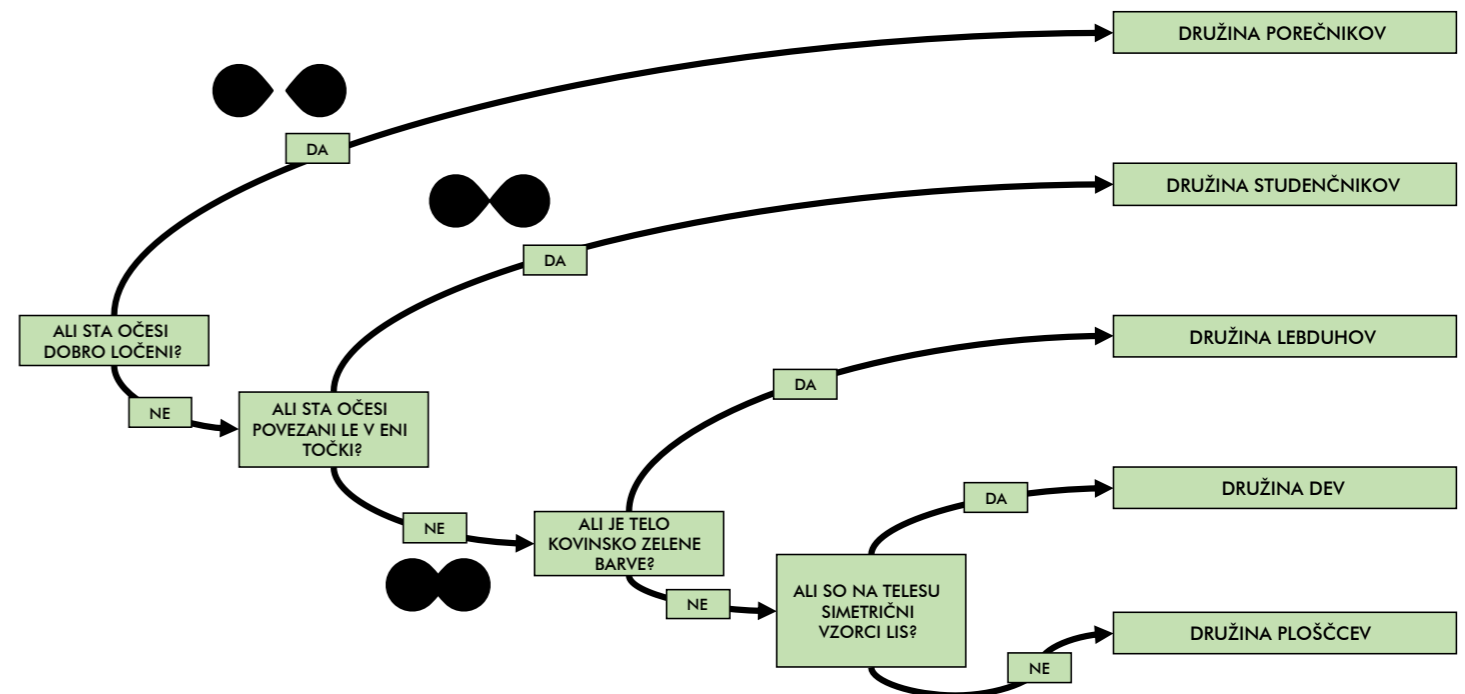 DRUŽINA POREČNIKOV
DA
DRUŽINA STUDENČNIKOV
DA
ALI STA OČESI
DOBRO LOČENI?
DRUŽINA LEBDUHOV
DA
NE
ALI STA OČESI
POVEZANI LE V ENI
TOČKI?
DRUŽINA DEV
DA
NE
ALI JE TELO
KOVINSKO ZELENE
BARVE?
NE
ALI SO NA TELESU
SIMETRIČNI
VZORCI LIS?
DRUŽINA PLOŠČCEV
NE